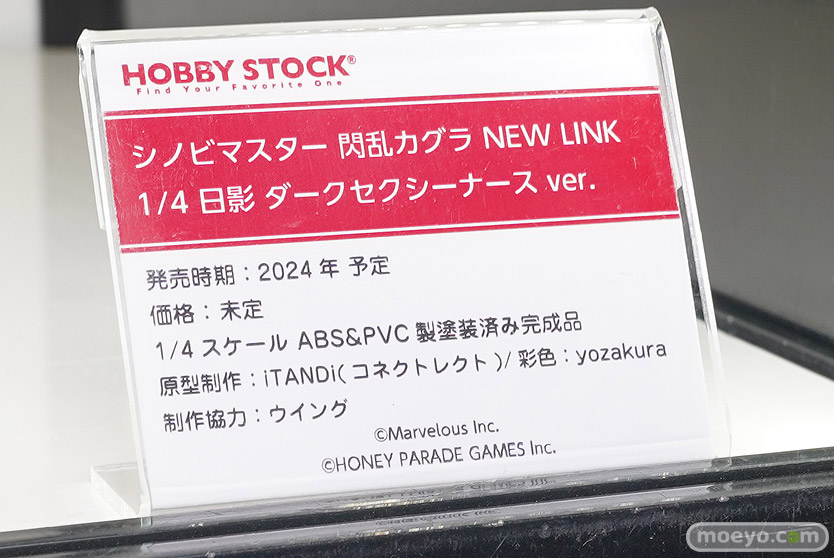 HOBBY STOCK®
Find Your Favorite One
シノビマスター 閃乱カグラ NEW LINK
1/4 日影 ダークセクシーナース ver.
発売時期：2024年 予定
価格：未定
1/4 スケール ABS&PVC 製塗装済み完成品
原型制作：iTANDi(コネクトレクト)/彩色：yozakura
制作協力：ウイング
©Marvelous Inc.
©HONEY PARADE GAMES Inc.
moeyo.com